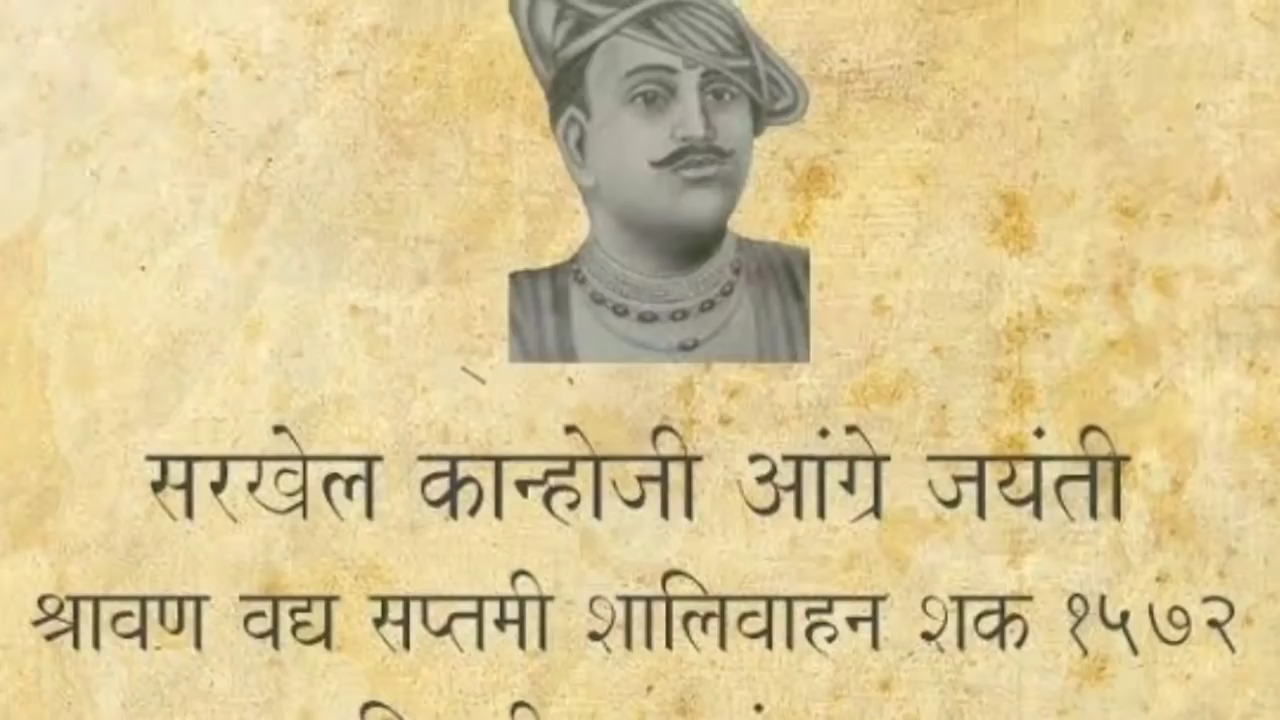 सरखेल कान्होजी आंग्रे जयंती
श्रावण वद्य सप्तमी शालिवाहन शक १५७२